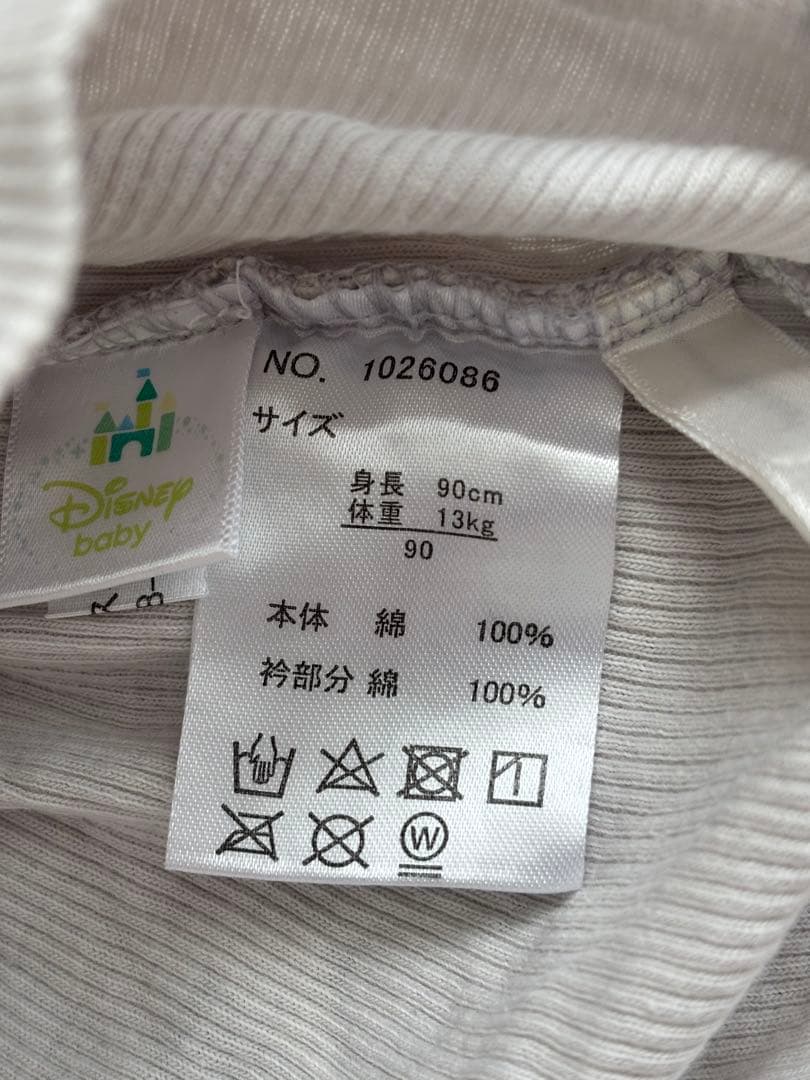 NO. 1026086
サイズ
身長 90cm
体重 13kg
90
本体 綿 100%
衿部分 綿 100%
W
Disney
baby